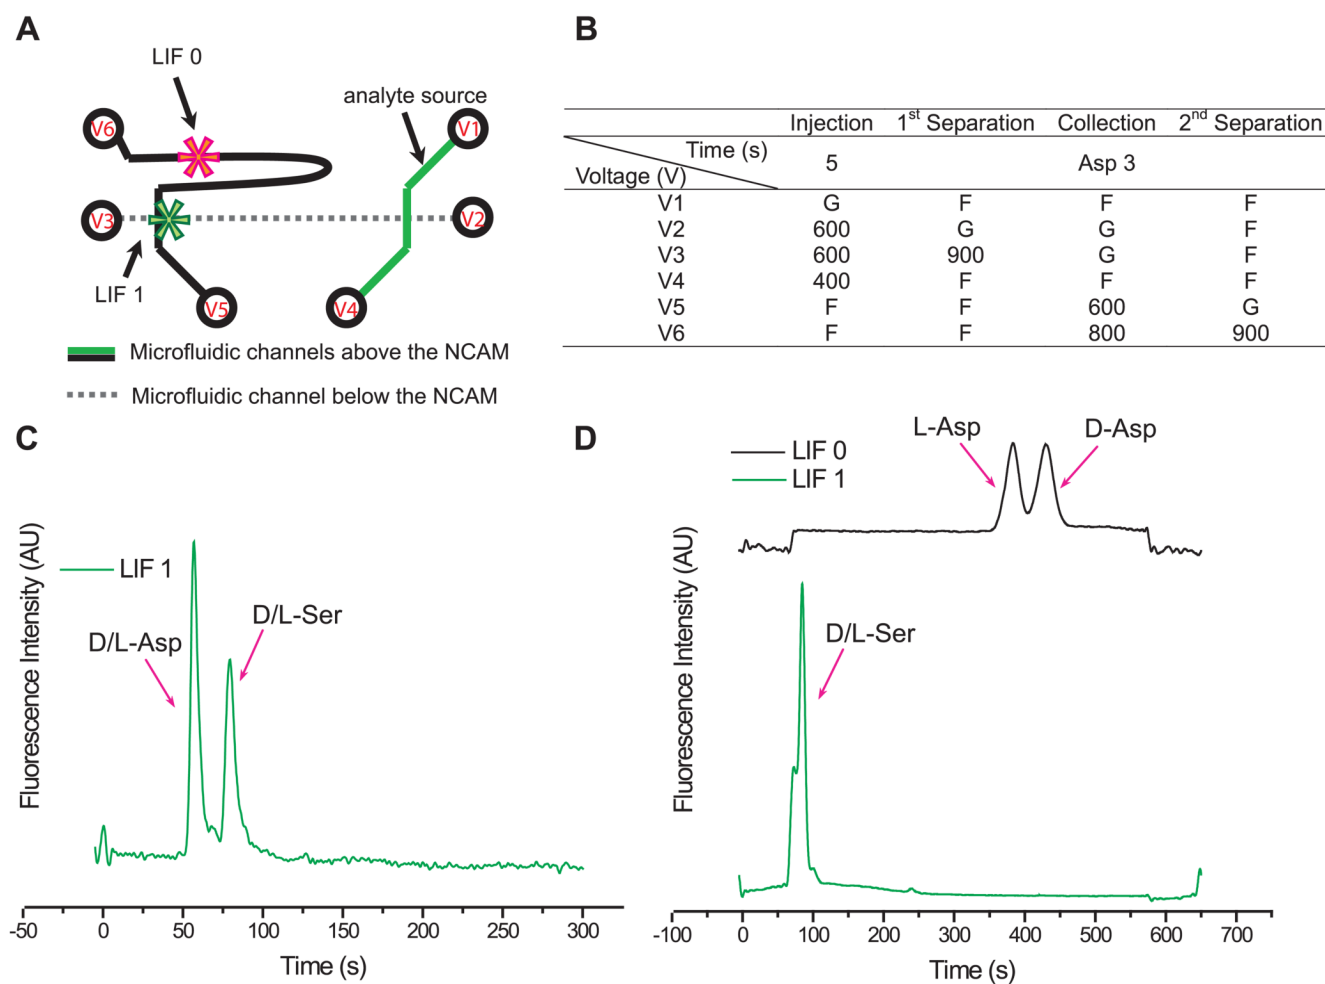 A
LIF 0
analyte source
V6
V1
V3
V2
LIF 1
V5
V4
Microfluidic channels above the NCAM
Microfluidic channel below the NCAM
B
Injection 1st Separation Collection 2nd Separation
Time (s)
Voltage (V)
5 Asp 3
V1 G F F F
V2 600 G G F
V3 600 900 G F
V4 400 F F F
V5 F F 600 G
V6 F F 800 900
C
Fluorescence Intensity (AU)
LIF 1
D/L-Asp
D/L-Ser
-50 0 50 100 150 200 250 300
Time (s)
D
Fluorescence Intensity (AU)
LIF 0
LIF 1
L-Asp
D-Asp
D/L-Ser
-100 0 100 200 300 400 500 600 700
Time (s)